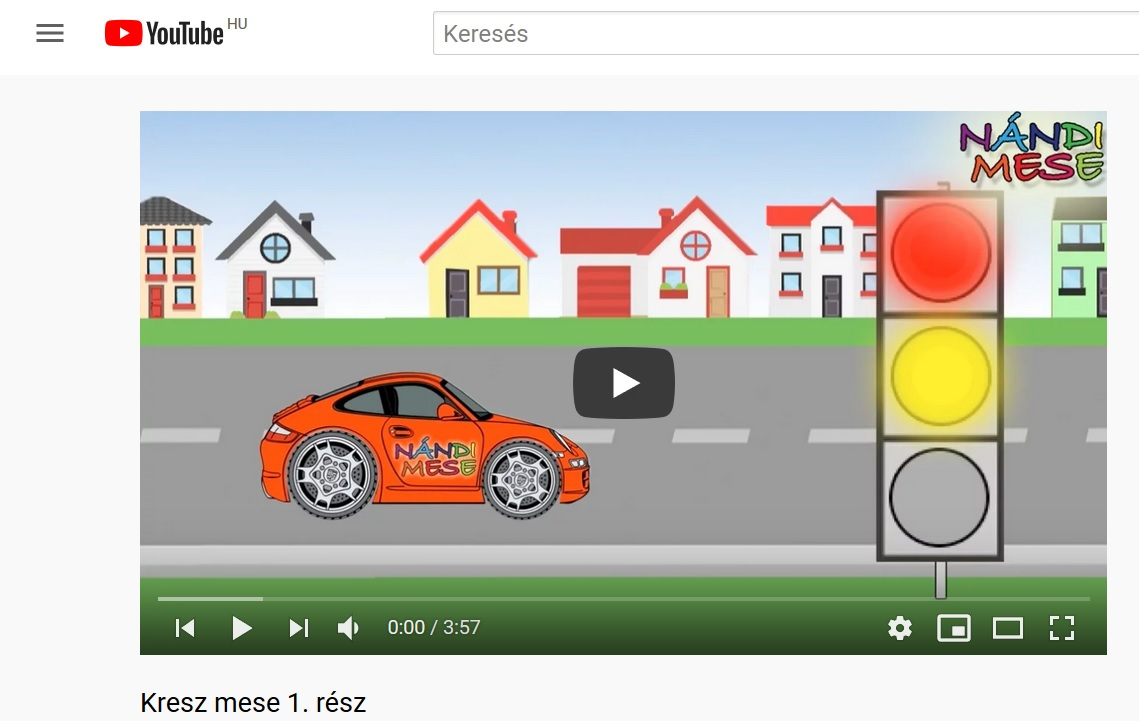 YouTube HU
Keresés
NÁNDI
MESE
NÁNDI
MESE
0:00 / 3:57
Kresz mese 1. rész